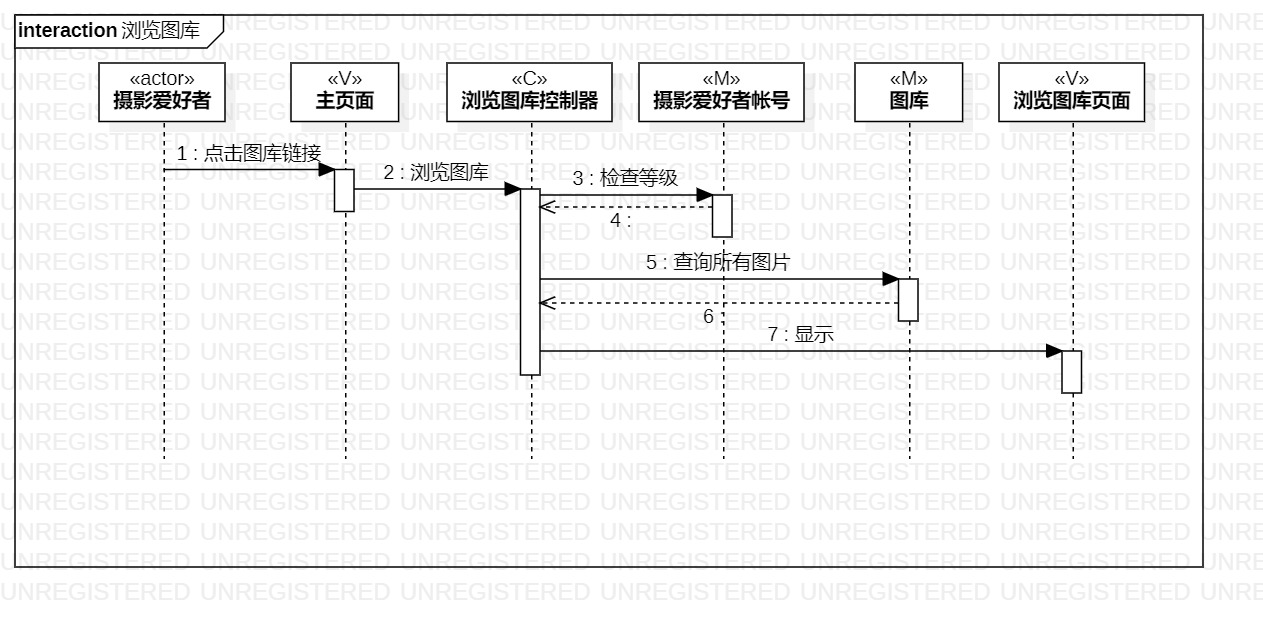 interaction 浏览图库
«actor»
摄影爱好者
«V»
主页面
«C»
浏览图库控制器
«M»
摄影爱好者帐号
«M»
图库
«V»
浏览图库页面
1 : 点击图库链接
2 : 浏览图库
3 : 检查等级
4 :
5 : 查询所有图片
6 :
7 : 显示
UNREGISTERED UNREGISTERED UNREGISTERED UNREGISTERED UNREGISTERED UNREGISTERED